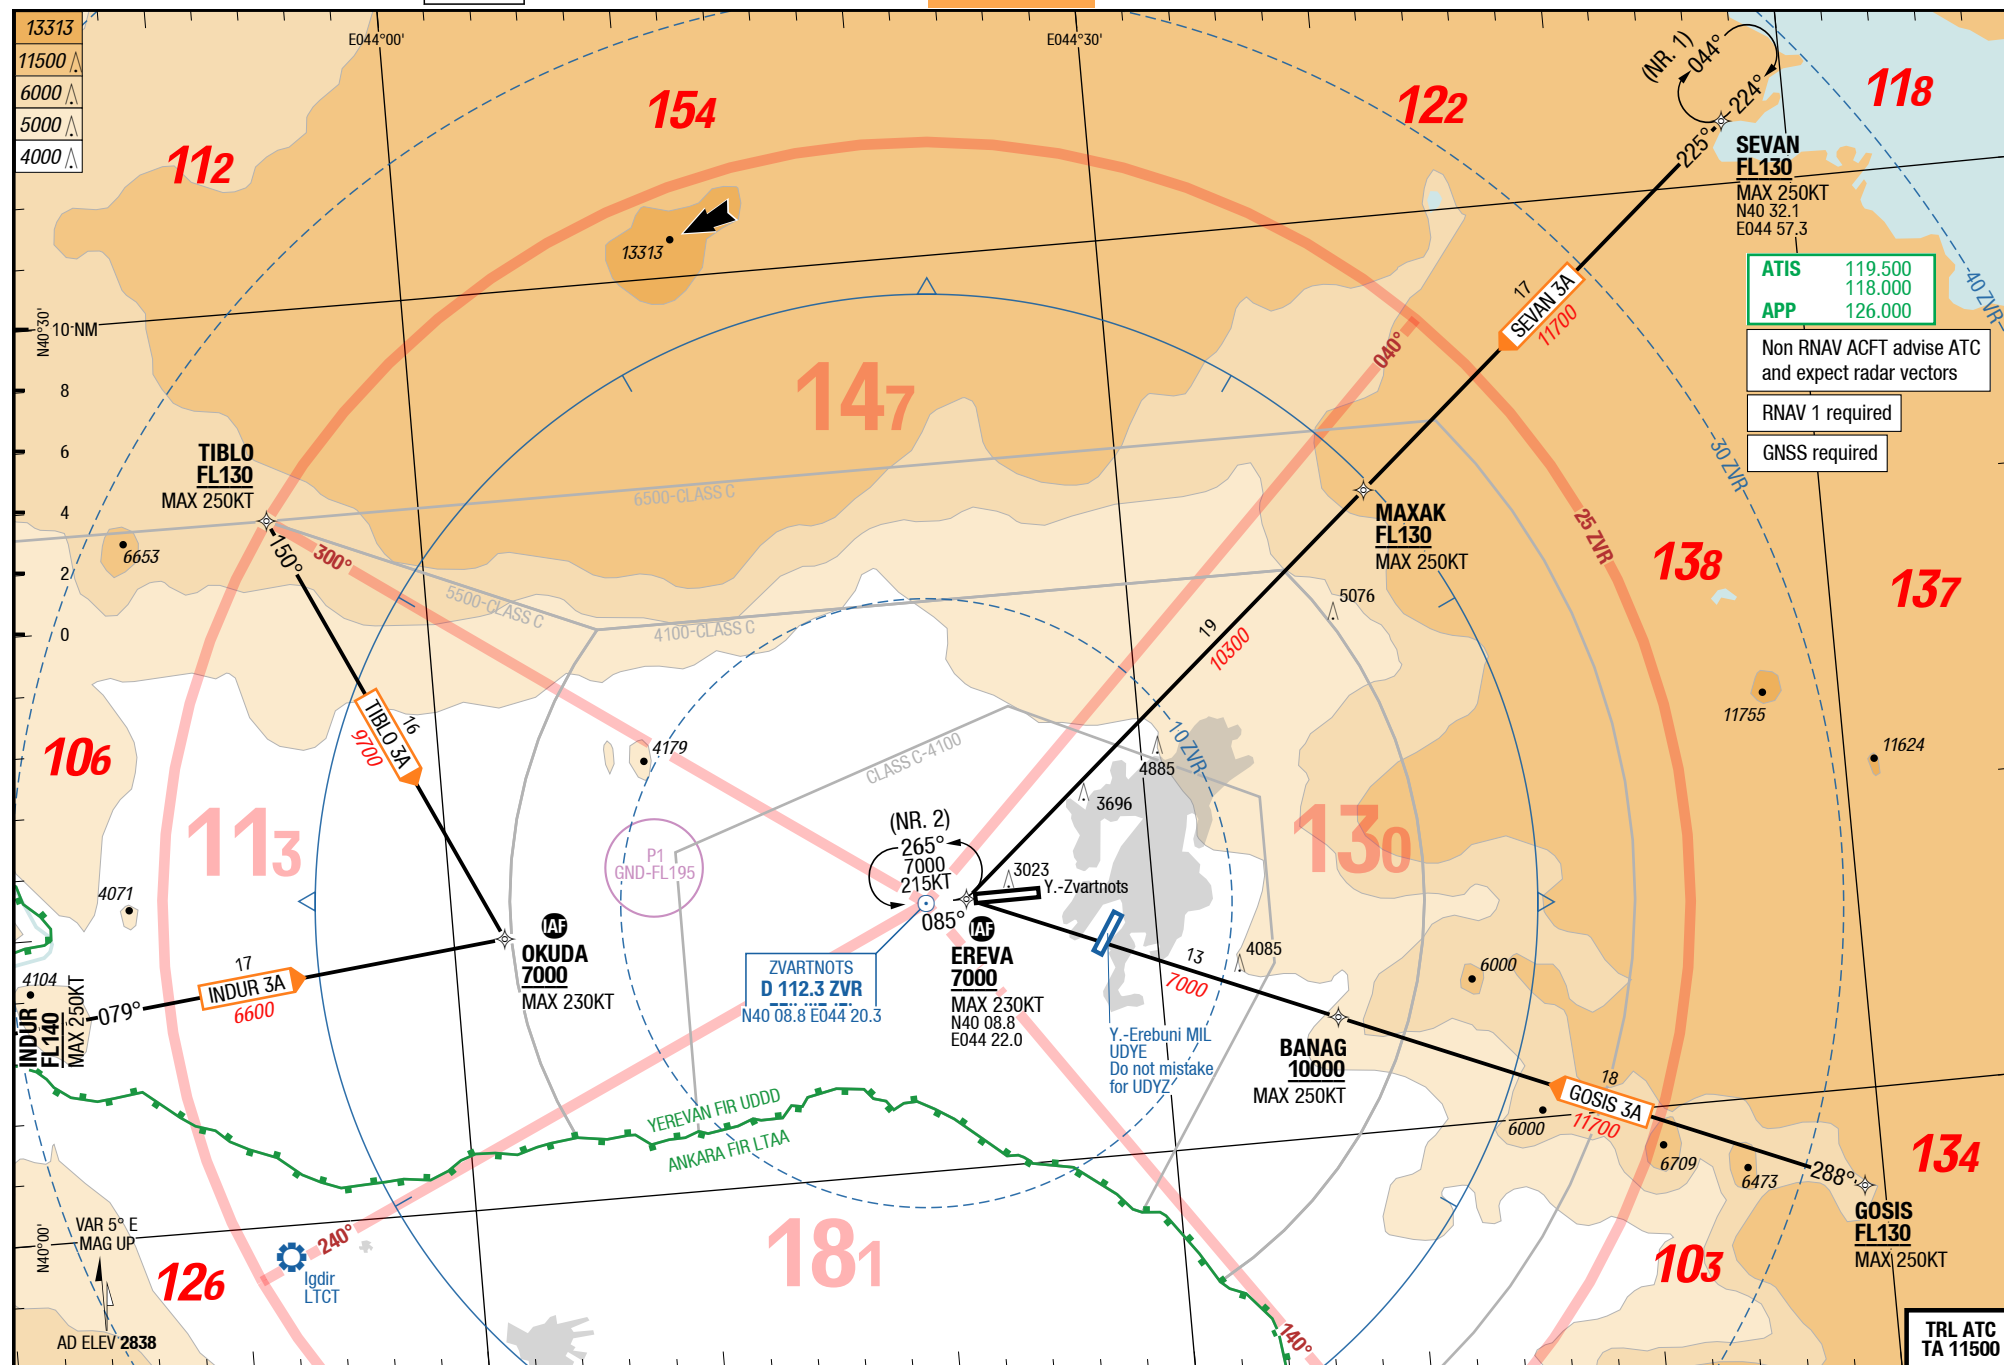 13313
11500
6000
5000
4000
E044°00'
E044°30'
(NR. 1)
044°
224°
225°
118
154
122
112
SEVAN
FL130
MAX 250KT
N40 32.1
E044 57.3
13313
ATIS 119.500
118.000
APP 126.000
40 ZVR
17
SEVAN 3A
11700
040°
Non RNAV ACFT advise ATC
and expect radar vectors
RNAV 1 required
GNSS required
N40°30'
10 NM
8
6
4
2
0
147
30 ZVR
TIBLO
FL130
MAX 250KT
6500-CLASS C
MAXAK
FL130
MAX 250KT
25 ZVR
138
137
6653
150°
300°
5500-CLASS C
4100-CLASS C
5076
19
10300
11755
11624
TIBLO 3A
16
9700
106
4179
CLASS C-4100
10 ZVR
4885
3696
113
130
P1
GND-FL195
(NR. 2)
265°
7000
215KT
085°
3023
Y.-Zvartnots
4071
IAF
OKUDA
7000
MAX 230KT
IAF
EREVA
7000
MAX 230KT
N40 08.8
E044 22.0
ZVARTNOTS
D 112.3 ZVR
N40 08.8 E044 20.3
13
7000
4085
6000
4104
INDUR
FL140
MAX 250KT
079°
17
INDUR 3A
6600
Y.-Erebuni MIL
UDYE
Do not mistake
for UDYZ
BANAG
10000
MAX 250KT
18
GOSIS 3A
11700
6000
6709
6473
288°
134
GOSIS
FL130
MAX 250KT
YEREVAN FIR UDDD
ANKARA FIR LTAA
N40°00'
VAR 5° E
MAG UP
126
240°
Igdir
LTCT
181
103
140°
AD ELEV 2838
TRL ATC
TA 11500